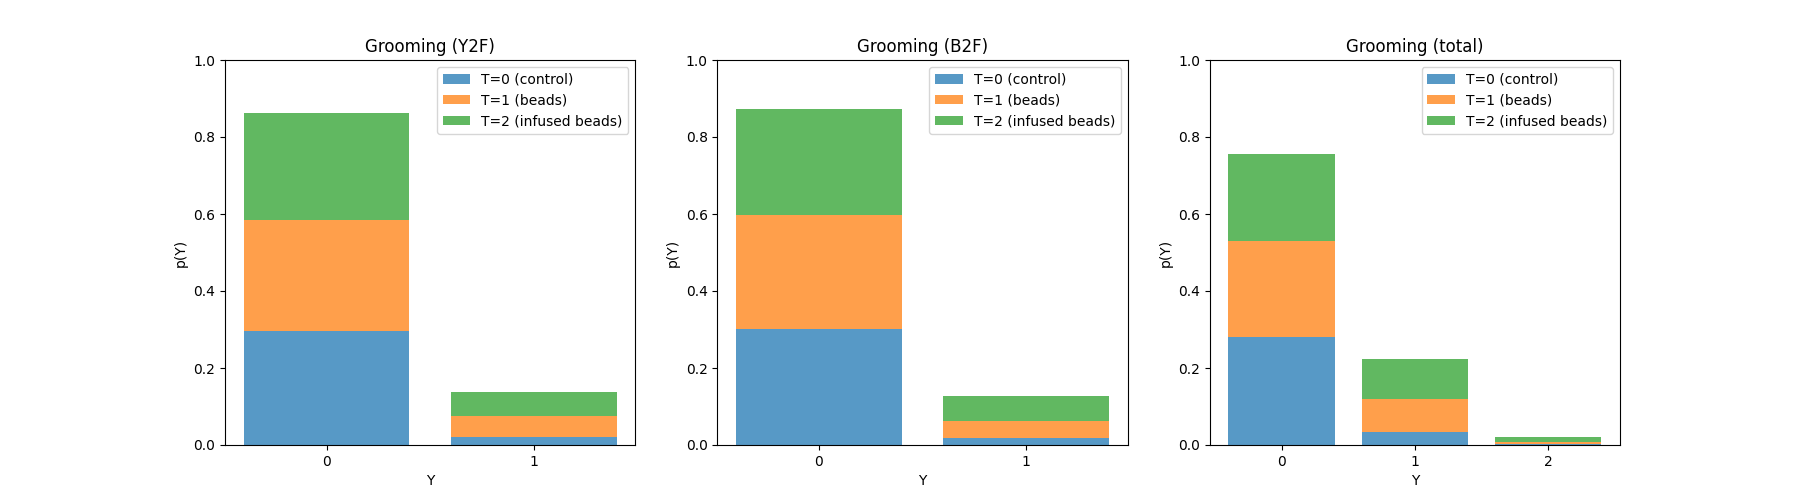 Grooming (Y2F)
1.0
0.8
0.6
0.4
0.2
0.0
p(Y)
0
1
Y
T=0 (control)
T=1 (beads)
T=2 (infused beads)
Grooming (B2F)
1.0
0.8
0.6
0.4
0.2
0.0
p(Y)
0
1
Y
T=0 (control)
T=1 (beads)
T=2 (infused beads)
Grooming (total)
1.0
0.8
0.6
0.4
0.2
0.0
p(Y)
0
1
2
Y
T=0 (control)
T=1 (beads)
T=2 (infused beads)